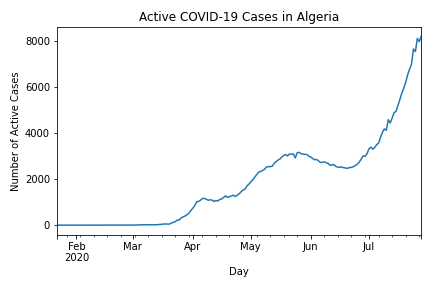 Active COVID-19 Cases in Algeria
Number of Active Cases
8000
6000
4000
2000
0
Feb Mar Apr May Jun Jul
2020
Day